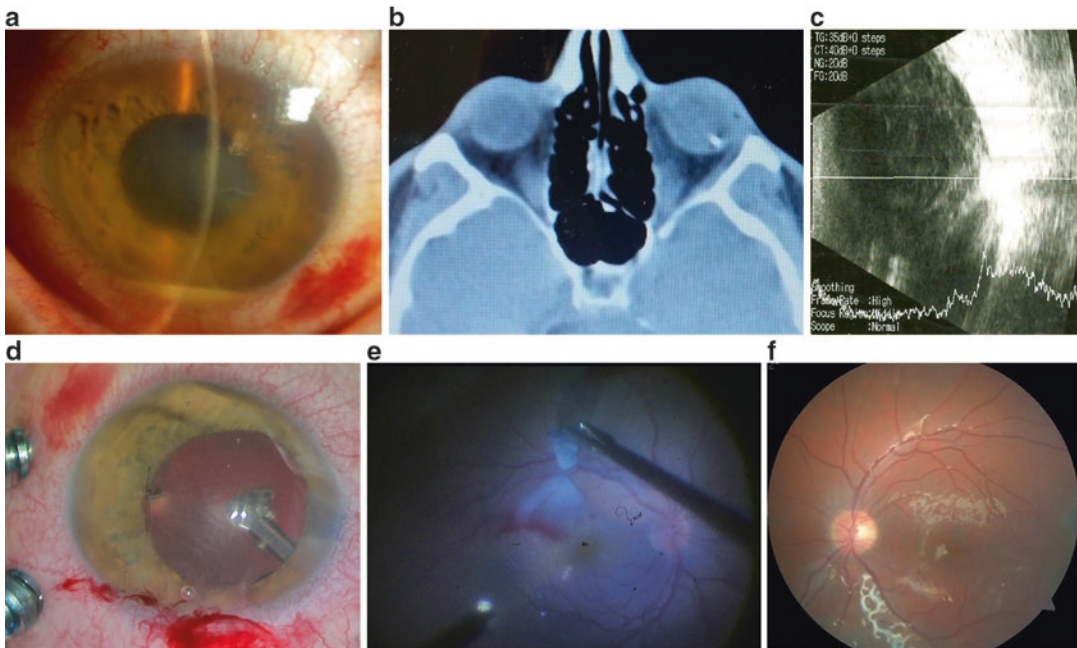 a
b
c
TG:35dB+0 steps
CT:40dB+0 steps
NG:20dB
FG:20dB
Smoothing
Frame Rate :High
Scope :Normal
d
e
f